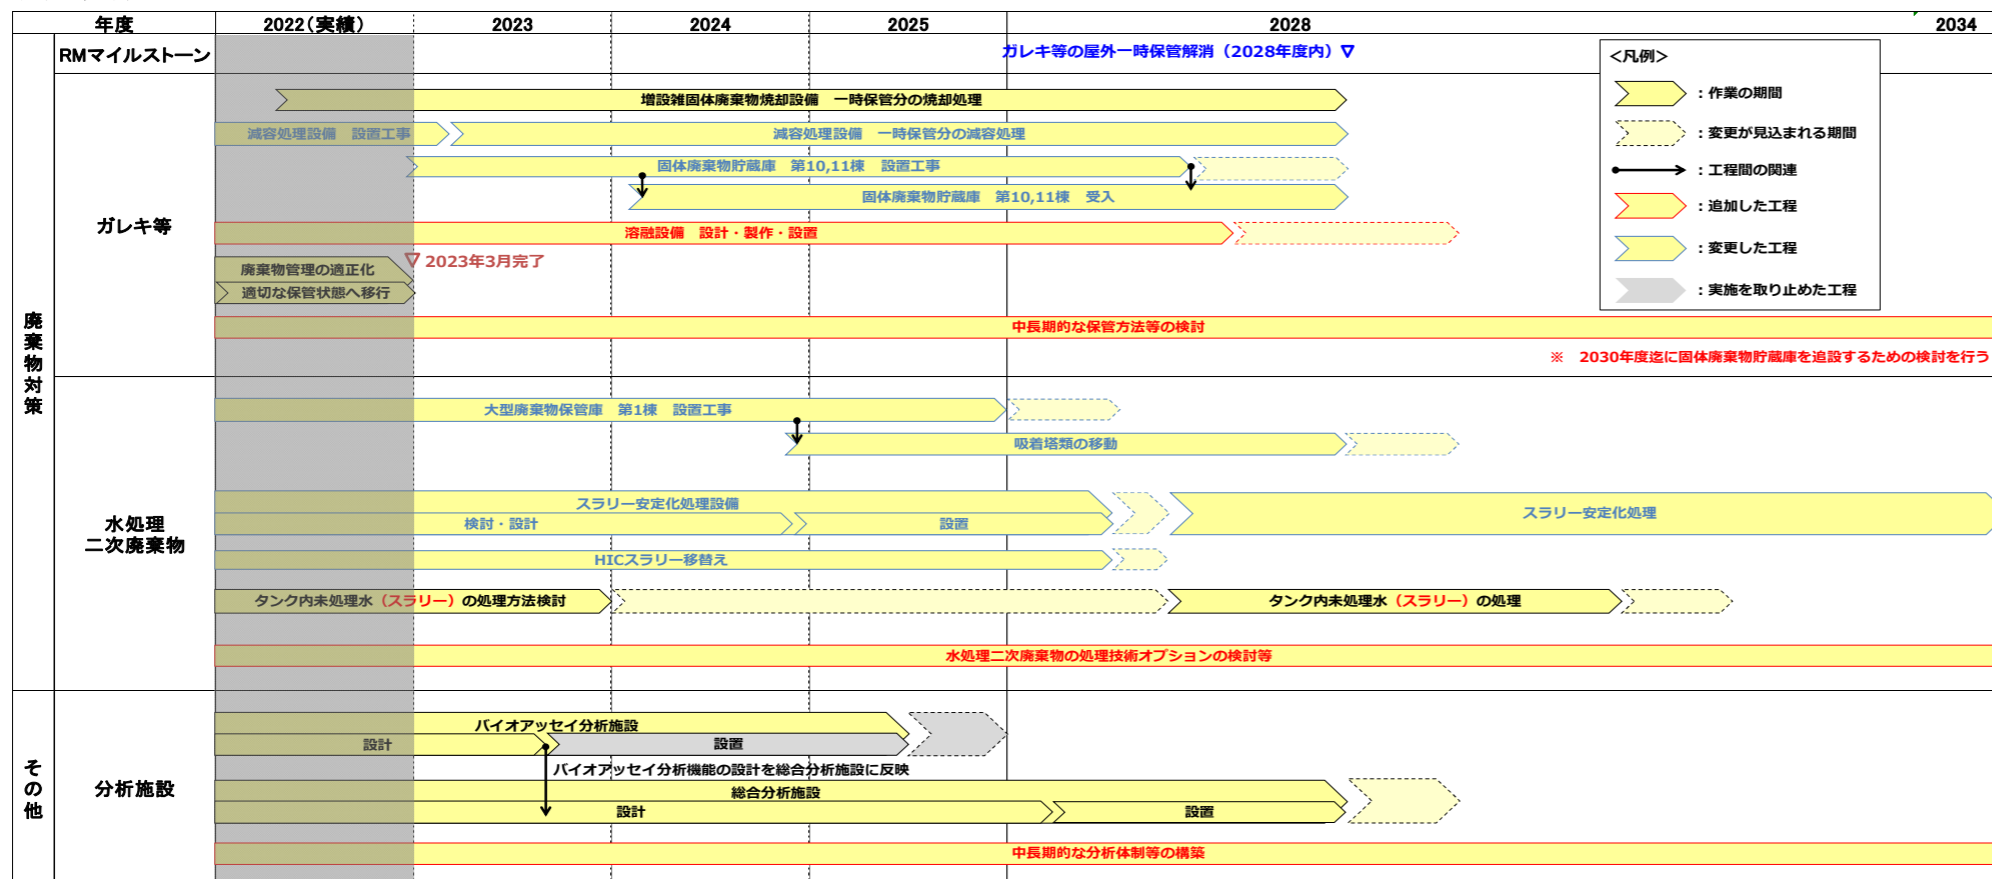 年度
2022（実績）
2023
2024
2025
2028
2034
RMマイルストーン
ガレキ等の屋外一時保管解消（2028年度内）▽
＜凡例＞
：作業の期間
：変更が見込まれる期間
：工程間の関連
：追加した工程
：変更した工程
：実施を取り止めた工程
廃棄物対策
ガレキ等
増設雑固体廃棄物焼却設備　一時保管分の焼却処理
減容処理設備　設置工事
減容処理設備　一時保管分の減容処理
固体廃棄物貯蔵庫　第10,11棟　設置工事
固体廃棄物貯蔵庫　第10,11棟　受入
溶融設備　設計・製作・設置
廃棄物管理の適正化
▽ 2023年3月完了
適切な保管状態へ移行
中長期的な保管方法等の検討
※　2030年度迄に固体廃棄物貯蔵庫を追設するための検討を行う
水処理
二次廃棄物
大型廃棄物保管庫　第1棟　設置工事
吸着塔類の移動
スラリー安定化処理設備
検討・設計
設置
スラリー安定化処理
HICスラリー移替え
タンク内未処理水（スラリー）の処理方法検討
タンク内未処理水（スラリー）の処理
水処理二次廃棄物の処理技術オプションの検討等
その他
分析施設
バイオアッセイ分析施設
設計
設置
バイオアッセイ分析機能の設計を総合分析施設に反映
総合分析施設
設計
設置
中長期的な分析体制等の構築